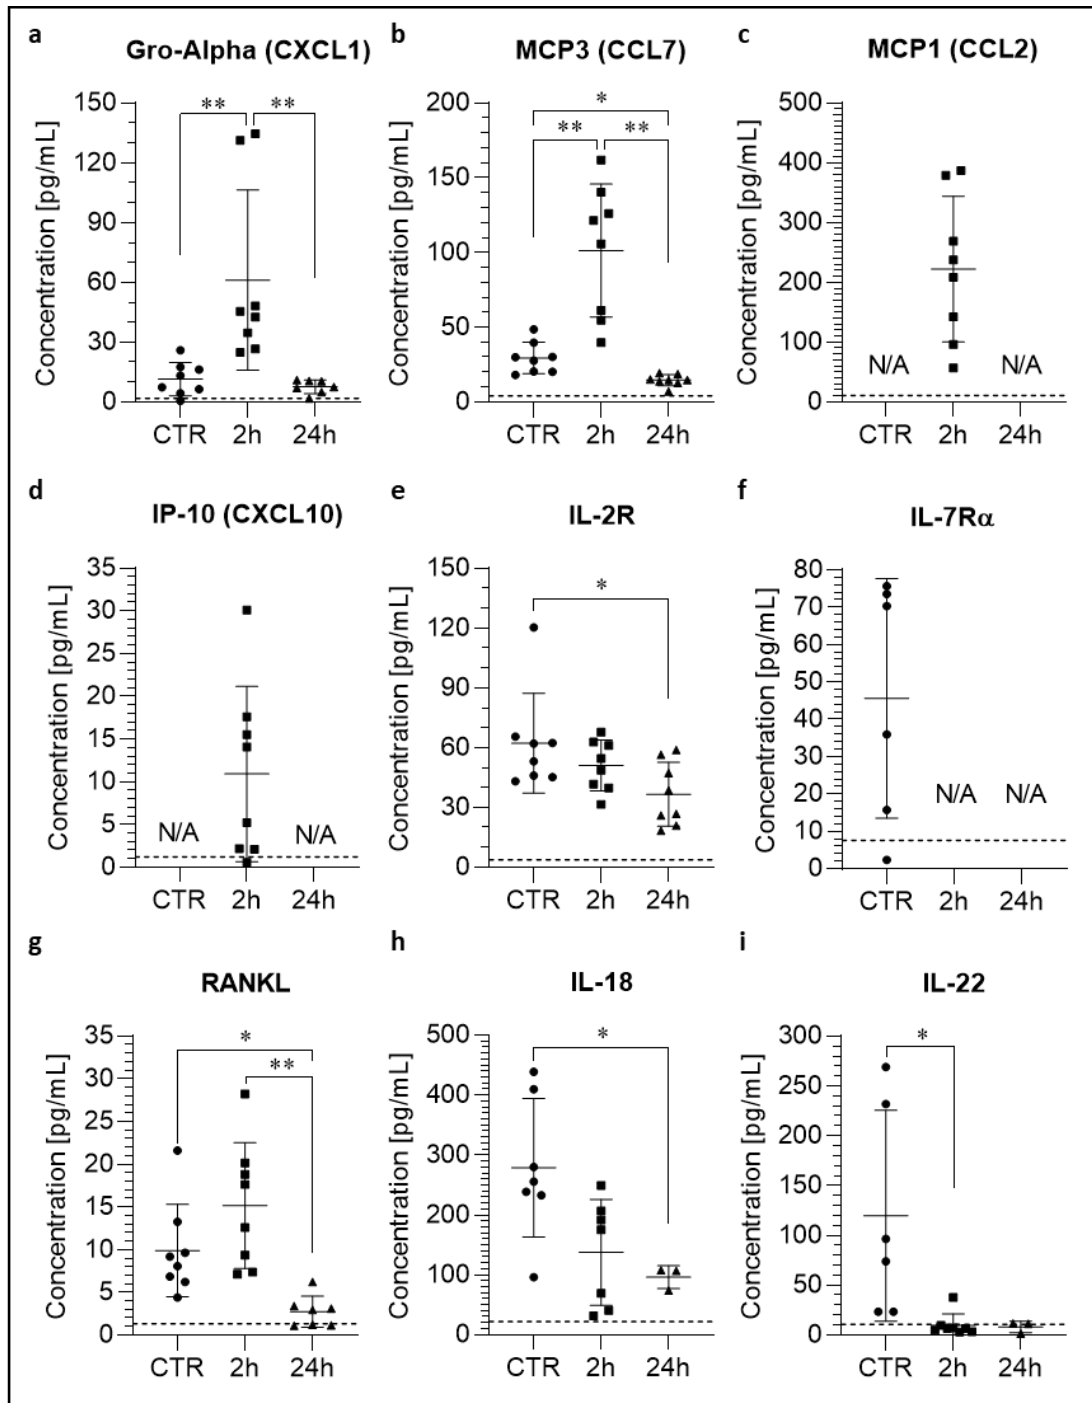 a
Gro-Alpha (CXCL1)
Concentration [pg/mL]
150
120
90
60
30
0
** **
CTR 2h 24h
b
MCP3 (CCL7)
Concentration [pg/mL]
200
150
100
50
0
*
** **
CTR 2h 24h
c
MCP1 (CCL2)
Concentration [pg/mL]
500
400
300
200
100
0
N/A N/A
CTR 2h 24h
d
IP-10 (CXCL10)
Concentration [pg/mL]
35
30
25
20
15
10
5
0
N/A N/A
CTR 2h 24h
e
IL-2R
Concentration [pg/mL]
150
120
90
60
30
0
*
CTR 2h 24h
f
IL-7Rα
Concentration [pg/mL]
80
70
60
50
40
30
20
10
0
N/A N/A
CTR 2h 24h
g
RANKL
Concentration [pg/mL]
35
30
25
20
15
10
5
0
*
**
CTR 2h 24h
h
IL-18
Concentration [pg/mL]
500
400
300
200
100
0
*
CTR 2h 24h
i
IL-22
Concentration [pg/mL]
300
250
200
150
100
50
0
*
CTR 2h 24h